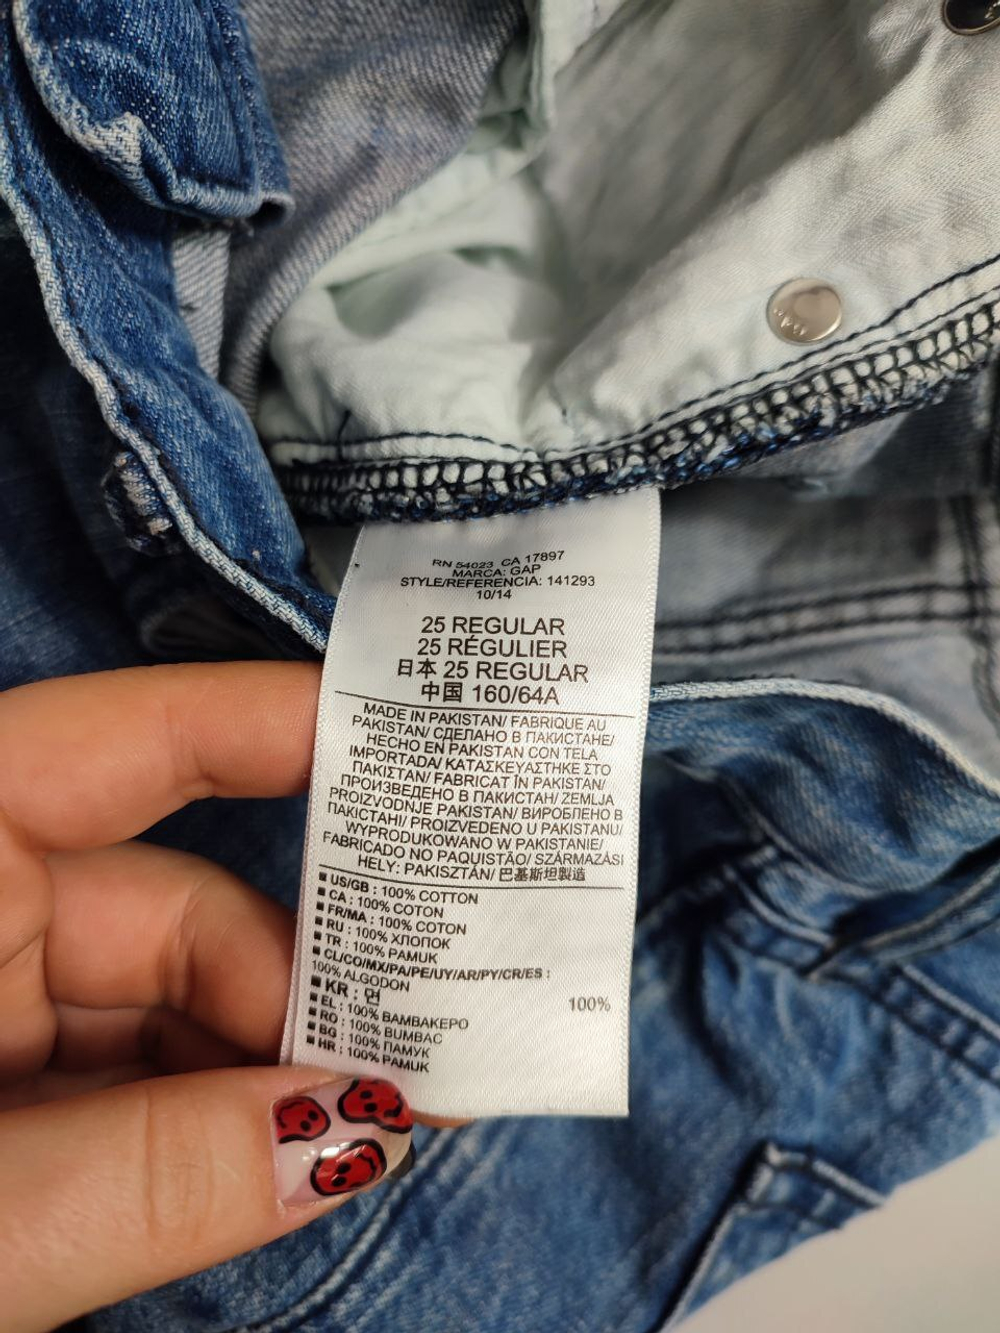 RN 54023 CA 17897
MARCA: GAP
STYLE/REFERENCIA: 141293
10/14
25 REGULAR
25 RÉGULIER
日本 25 REGULAR
中国 160/64A
MADE IN PAKISTAN/ FABRIQUE AU
PAKISTAN/ СДЕЛАНО В ПАКИСТАНЕ/
HECHO EN PAKISTAN CON TELA
IMPORTADA/ ΚΑΤΑΣΚΕΥΑΣΤΗΚΕ ΣΤΟ
ΠΑΚΙΣΤΑΝ/ FABRICAT ÎN PAKISTAN/
ПРОИЗВЕДЕНО В ПАКИСТАН/ ZEMLJA
PROIZVODNJE PAKISTAN/ ВИРОБЛЕНО В
ПАКІСТАНІ/ PROIZVEDENO U PAKISTANU/
WYPRODUKOWANO W PAKISTANIE/
FABRICADO NO PAQUISTÃO/ SZÁRMAZÁSI
HELY: PAKISZTÁN/ 巴基斯坦製造
■ US/GB : 100% COTTON
■ CA : 100% COTON
■ FR/MA : 100% COTON
■ RU : 100% ХЛОПОК
■ TR : 100% PAMUK
■ CL/CO/MX/PA/PE/UY/AR/PY/CR/ES :
100% ALGODON
■ KR : 면 100%
■ EL : 100% ΒΑΜΒΑΚΕΡΟ
■ RO : 100% BUMBAC
■ BG : 100% ПАМУК
■ HR : 100% PAMUK